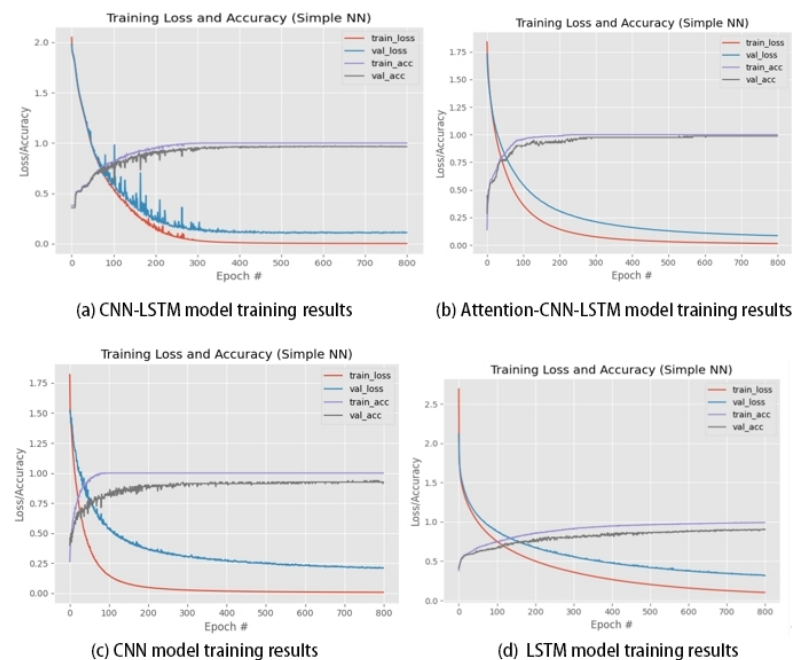 Training Loss and Accuracy (Simple NN)
train_loss
val_loss
train_acc
val_acc
2.0
1.5
1.0
0.5
0.0
Loss/Accuracy
0 100 200 300 400 500 600 700 800
Epoch #
(a) CNN-LSTM model training results
Training Loss and Accuracy (Simple NN)
train_loss
val_loss
train_acc
val_acc
1.75
1.50
1.25
1.00
0.75
0.50
0.25
0.00
Loss/Accuracy
0 100 200 300 400 500 600 700 800
Epoch #
(b) Attention-CNN-LSTM model training results
Training Loss and Accuracy (Simple NN)
train_loss
val_loss
train_acc
val_acc
1.75
1.50
1.25
1.00
0.75
0.50
0.25
0.00
Loss/Accuracy
0 100 200 300 400 500 600 700 800
Epoch #
(c) CNN model training results
Training Loss and Accuracy (Simple NN)
train_loss
val_loss
train_acc
val_acc
2.5
2.0
1.5
1.0
0.5
0.0
Loss/Accuracy
0 100 200 300 400 500 600 700 800
Epoch #
(d) LSTM model training results